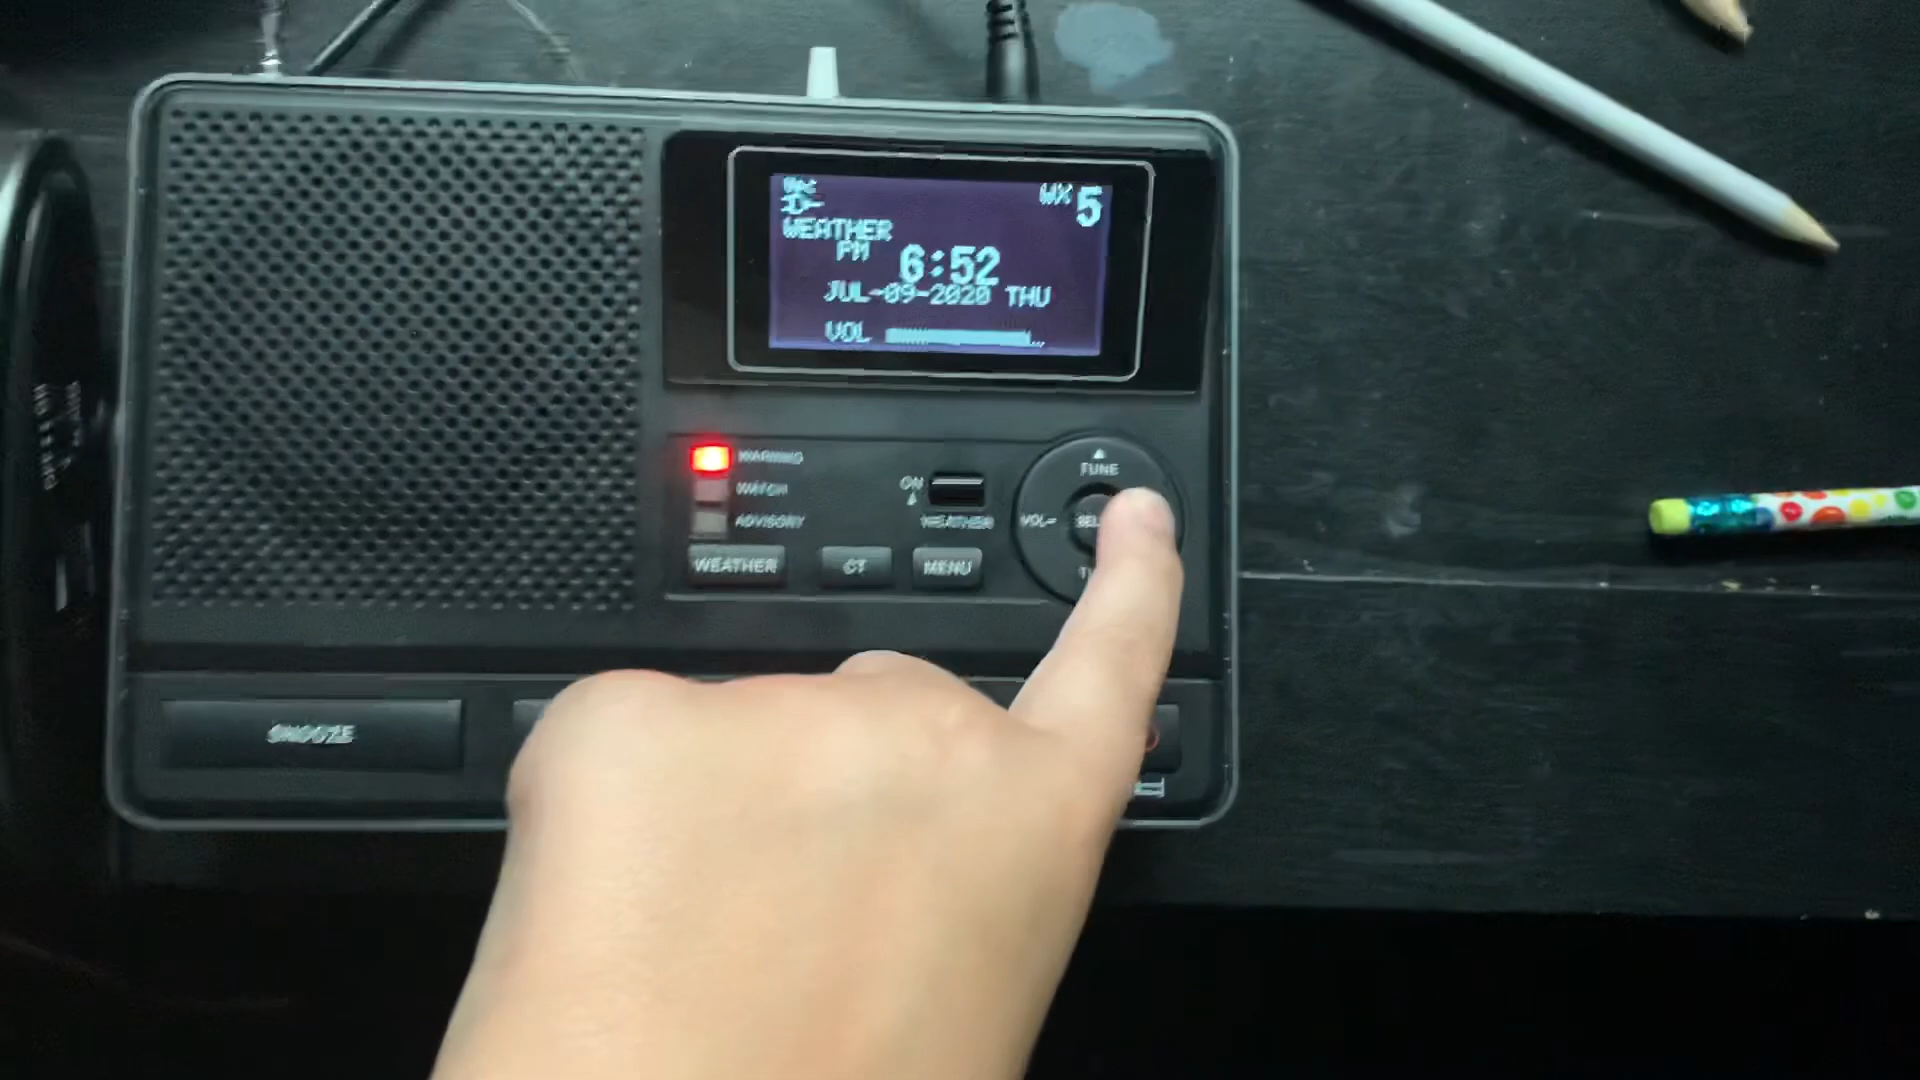 WX 5
WEATHER
PM 6:52
JUL-09-2020 THU
VOL
WARNING
WATCH
ADVISORY
ON
WEATHER
TUNE
VOL-
WEATHER
CT
MENU
SNOOZE